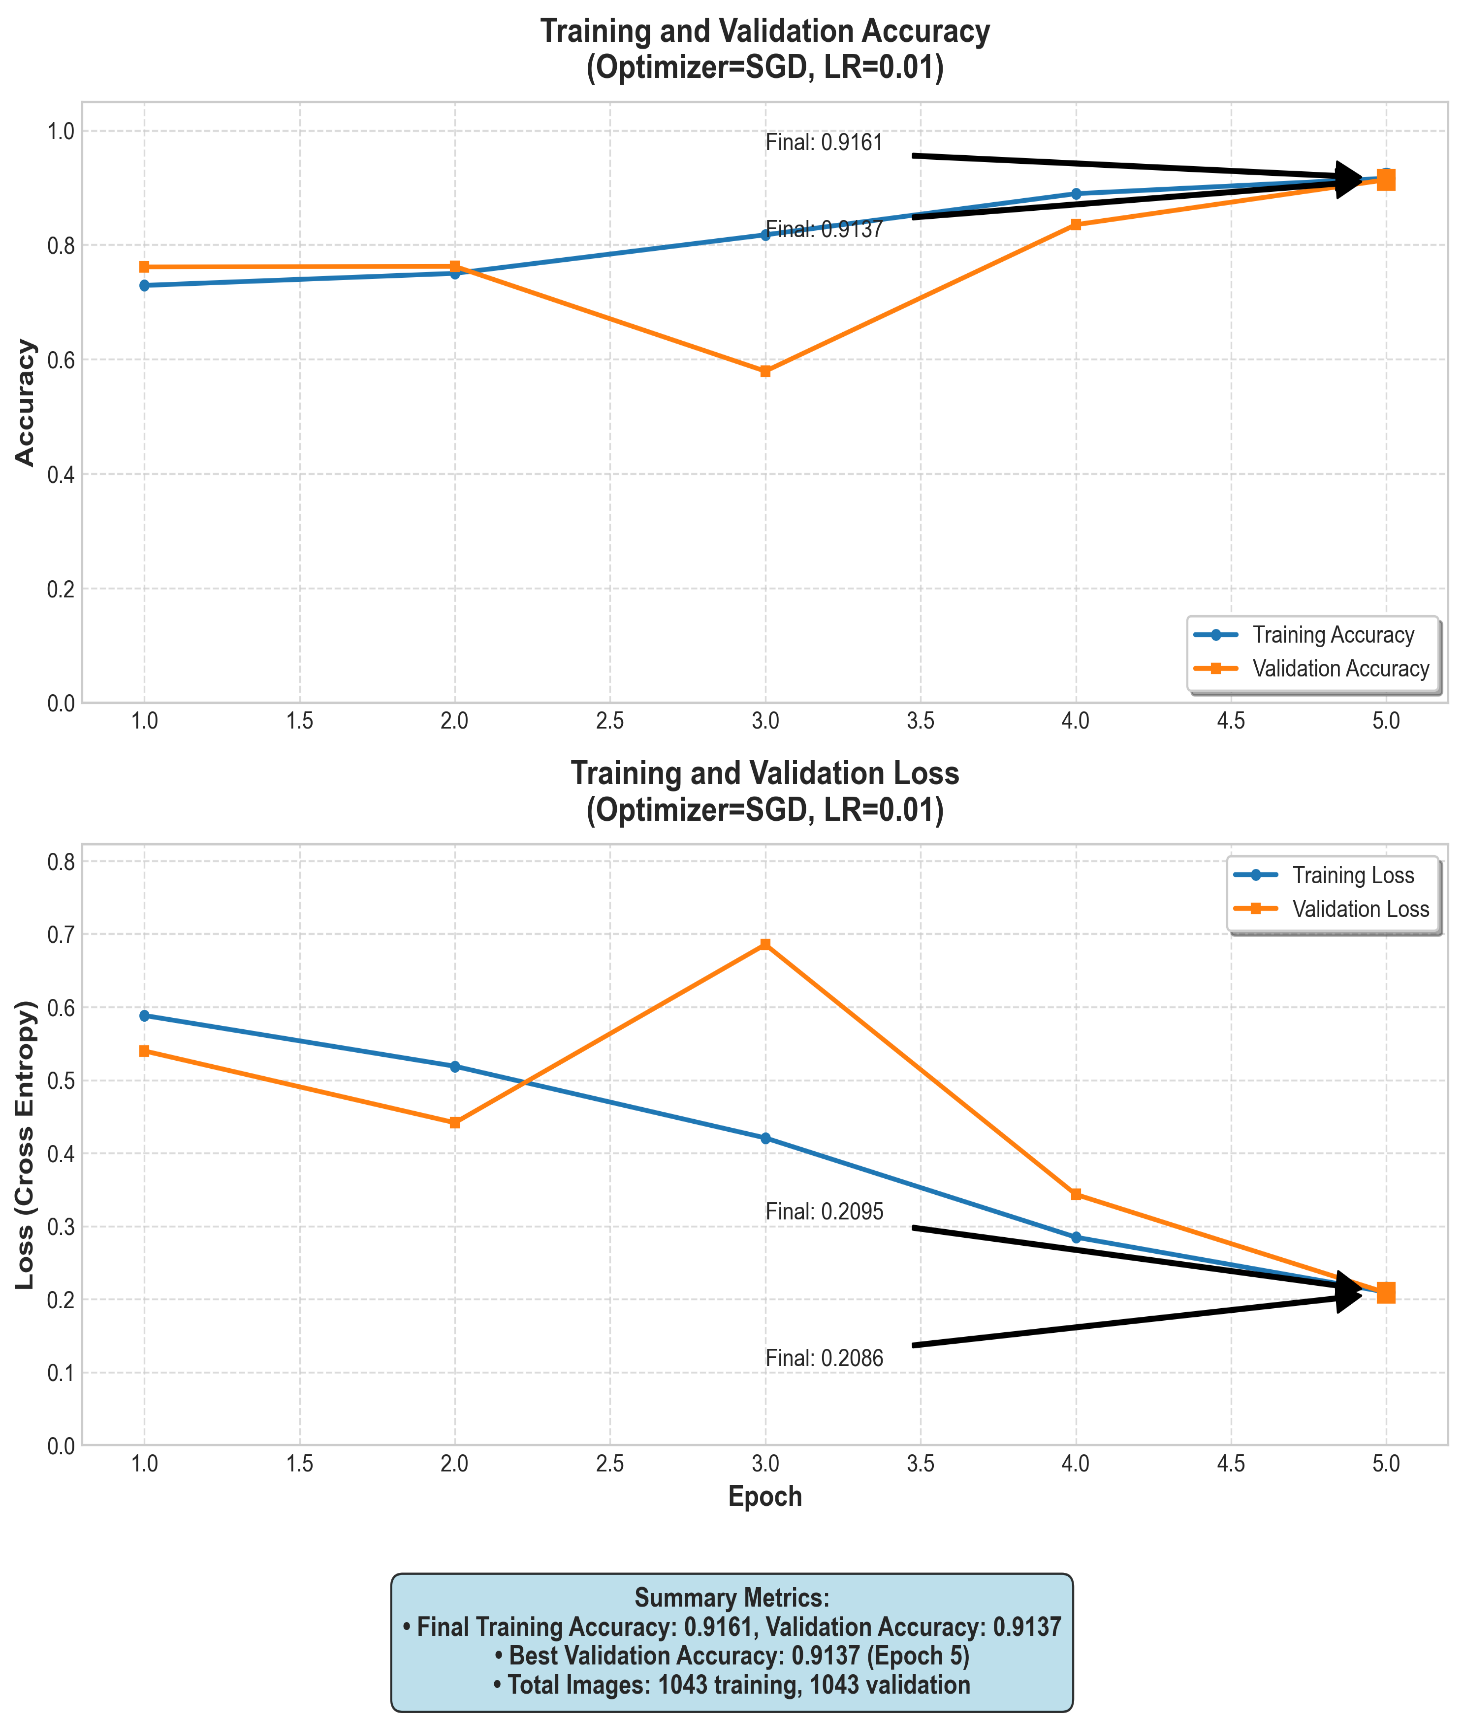 Training and Validation Accuracy
(Optimizer=SGD, LR=0.01)
Accuracy
1.0
0.8
0.6
0.4
0.2
0.0
Final: 0.9161
Final: 0.9137
Training Accuracy
Validation Accuracy
1.0 1.5 2.0 2.5 3.0 3.5 4.0 4.5 5.0
Training and Validation Loss
(Optimizer=SGD, LR=0.01)
Loss (Cross Entropy)
0.8
0.7
0.6
0.5
0.4
0.3
0.2
0.1
0.0
Training Loss
Validation Loss
Final: 0.2095
Final: 0.2086
1.0 1.5 2.0 2.5 3.0 3.5 4.0 4.5 5.0
Epoch
Summary Metrics:
• Final Training Accuracy: 0.9161, Validation Accuracy: 0.9137
• Best Validation Accuracy: 0.9137 (Epoch 5)
• Total Images: 1043 training, 1043 validation